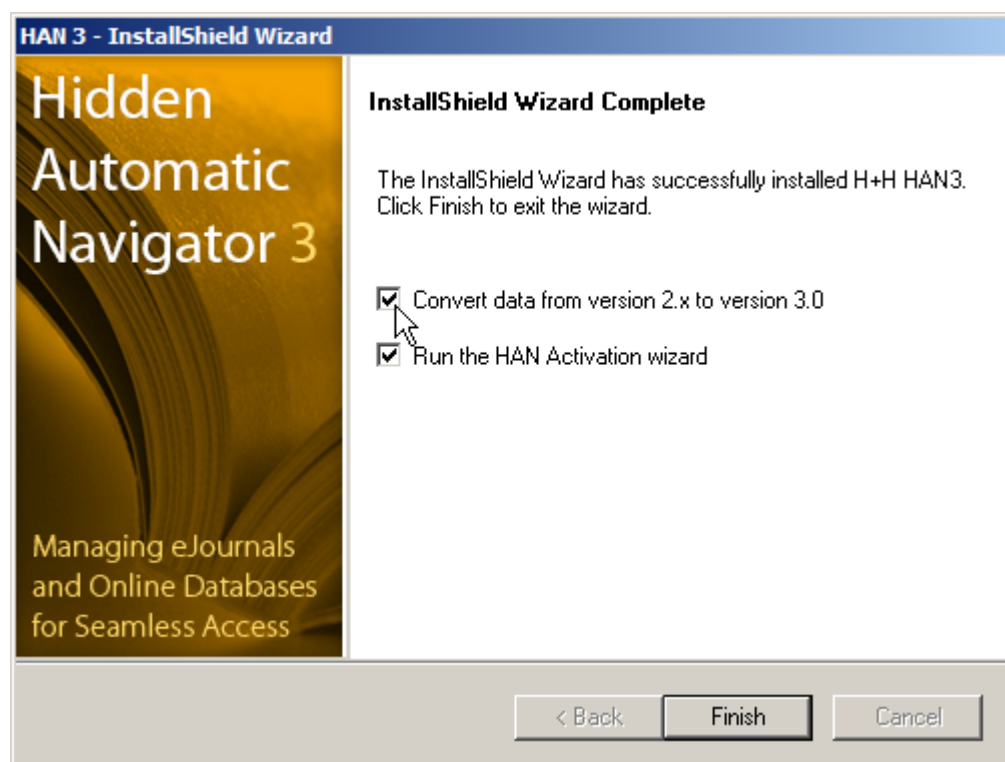 HAN 3 - InstallShield Wizard
Hidden
Automatic
Navigator 3
Managing eJournals
and Online Databases
for Seamless Access
InstallShield Wizard Complete
The InstallShield Wizard has successfully installed H+H HAN3.
Click Finish to exit the wizard.
Convert data from version 2.x to version 3.0
Run the HAN Activation wizard
< Back
Finish
Cancel